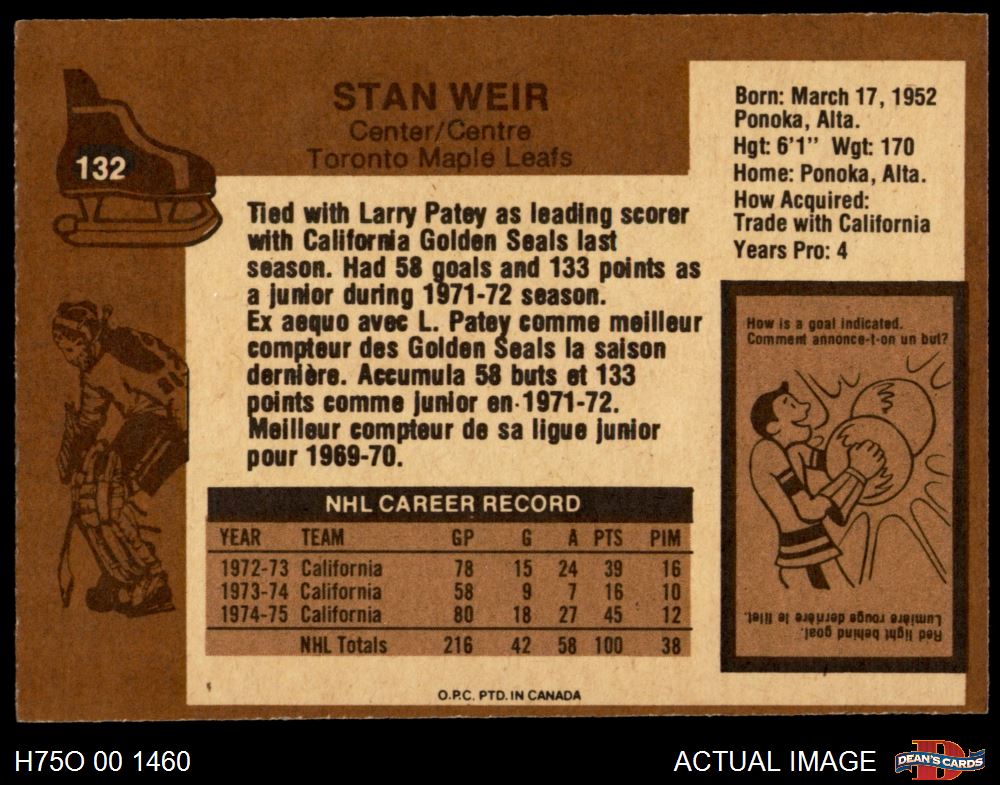 STAN WEIR
Center/Centre
Toronto Maple Leafs
132
Born: March 17, 1952
Ponoka, Alta.
Hgt: 6'1" Wgt: 170
Home: Ponoka, Alta.
How Acquired:
Trade with California
Years Pro: 4
Tied with Larry Patey as leading scorer
with California Golden Seals last
season. Had 58 goals and 133 points as
a junior during 1971-72 season.
Ex aequo avec L. Patey comme meilleur
compteur des Golden Seals la saison
dernière. Accumula 58 buts et 133
points comme junior en 1971-72.
Meilleur compteur de sa ligue junior
pour 1969-70.
How is a goal indicated.
Comment annonce-t-on un but?
Red light behind goal.
Lumière rouge derrière le filet.
NHL CAREER RECORD
YEAR TEAM GP G A PTS PIM
1972-73 California 78 15 24 39 16
1973-74 California 58 9 7 16 10
1974-75 California 80 18 27 45 12
NHL Totals 216 42 58 100 38
O.P.C. PTD. IN CANADA
H75O 00 1460
ACTUAL IMAGE
D
DEAN'S CARDS